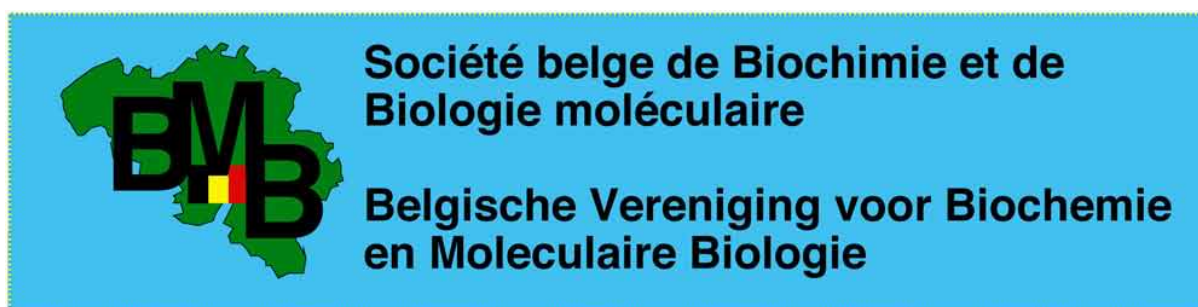 BMB
Société belge de Biochimie et de
Biologie moléculaire
Belgische Vereniging voor Biochemie
en Moleculaire Biologie